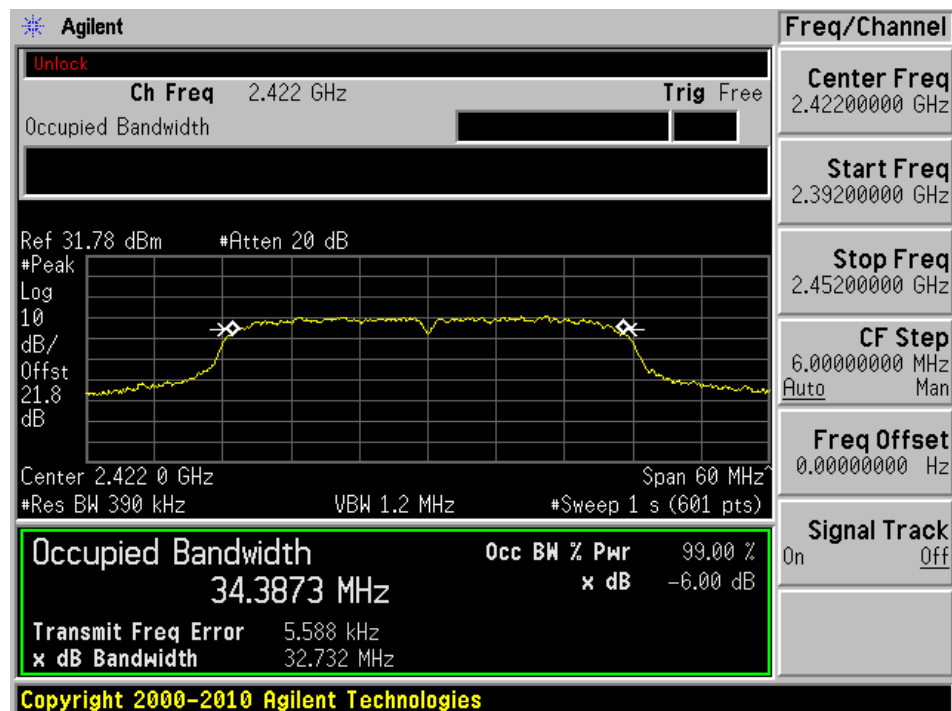 Agilent
Freq/Channel
Unlock
Ch Freq 2.422 GHz Trig Free
Occupied Bandwidth
Center Freq
2.42200000 GHz
Start Freq
2.39200000 GHz
Stop Freq
2.45200000 GHz
CF Step
6.00000000 MHz
Auto Man
Freq Offset
0.00000000 Hz
Signal Track
On Off
Ref 31.78 dBm #Atten 20 dB
#Peak
Log
10
dB/
Offst
21.8
dB
Center 2.422 0 GHz Span 60 MHz^
#Res BW 390 kHz VBW 1.2 MHz #Sweep 1 s (601 pts)
Occupied Bandwidth Occ BW % Pwr 99.00 %
34.3873 MHz x dB -6.00 dB
Transmit Freq Error 5.588 kHz
x dB Bandwidth 32.732 MHz
Copyright 2000-2010 Agilent Technologies